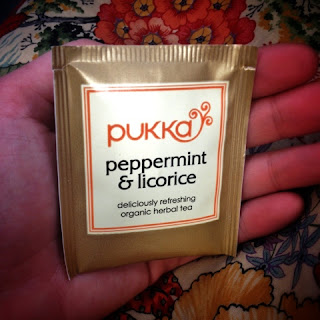 pukka
peppermint
& licorice
deliciously refreshing
organic herbal tea